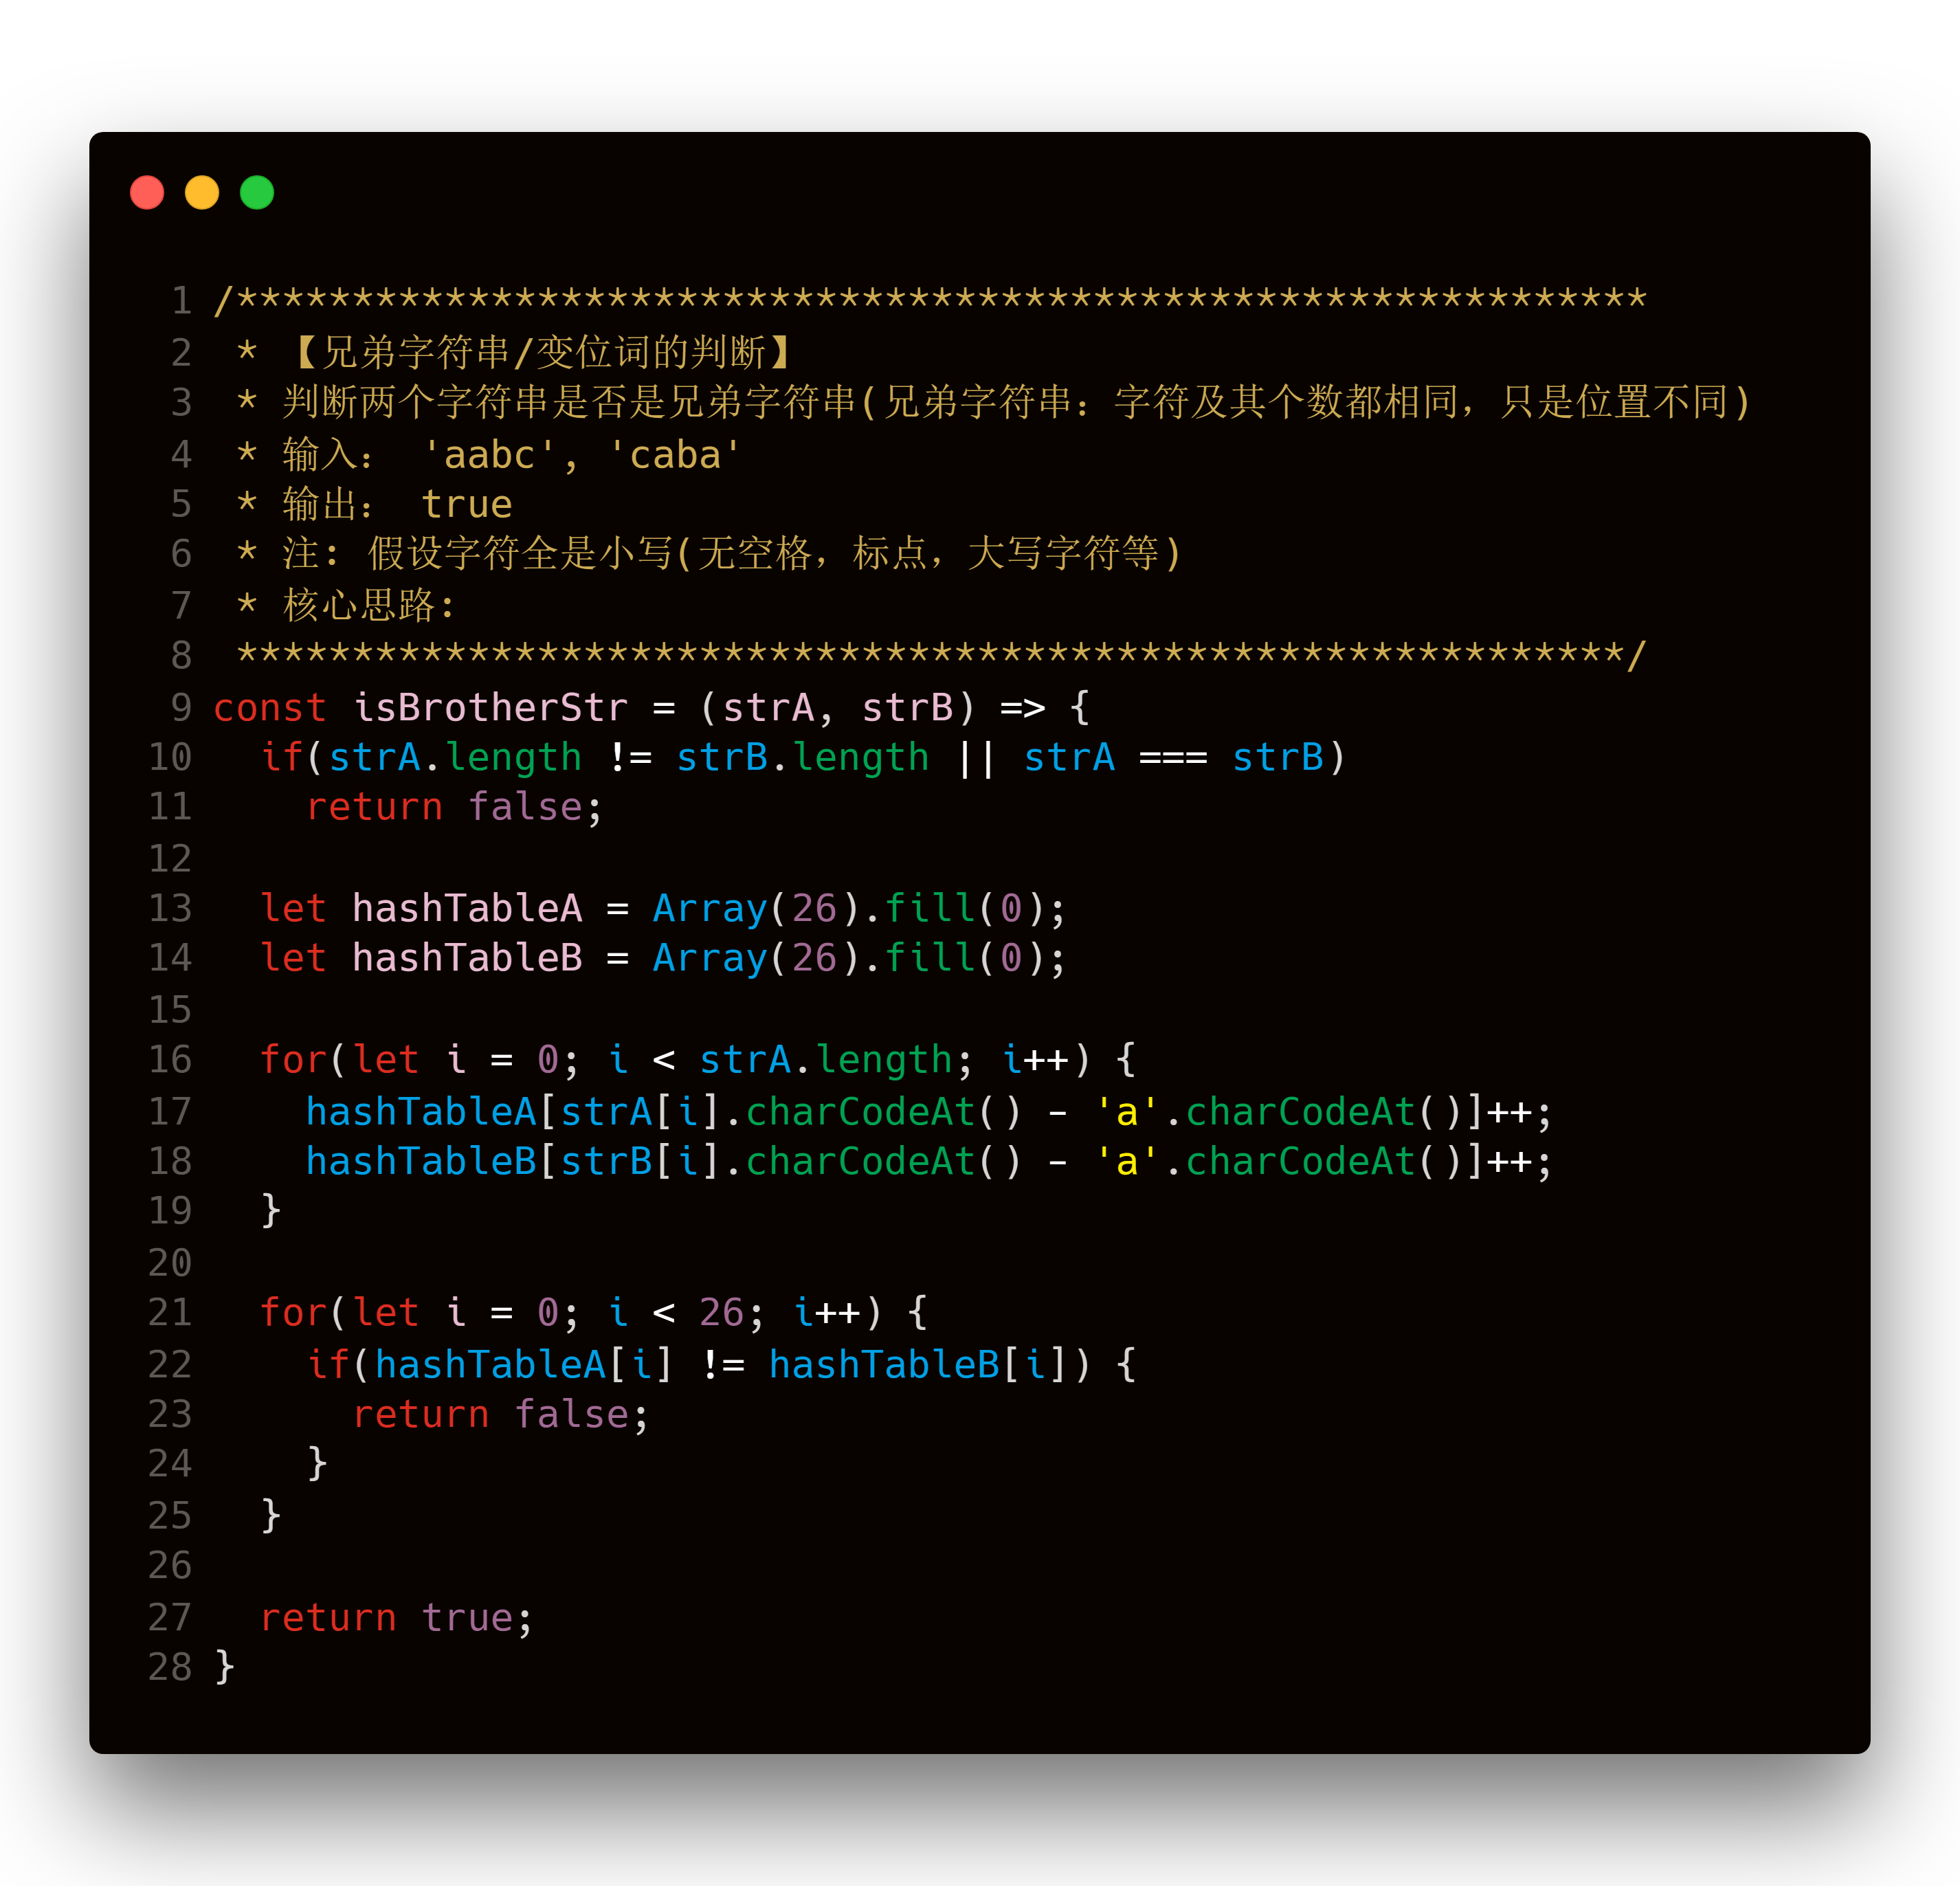 1 /*************************************************************
2  * 【兄弟字符串/变位词的判断】
3  * 判断两个字符串是否是兄弟字符串(兄弟字符串：字符及其个数都相同，只是位置不同)
4  * 输入： 'aabc', 'caba'
5  * 输出： true
6  * 注: 假设字符全是小写(无空格，标点，大写字符等)
7  * 核心思路:
8  ************************************************************/
9 const isBrotherStr = (strA, strB) => {
10   if(strA.length != strB.length || strA === strB)
11     return false;
12
13   let hashTableA = Array(26).fill(0);
14   let hashTableB = Array(26).fill(0);
15
16   for(let i = 0; i < strA.length; i++) {
17     hashTableA[strA[i].charCodeAt() - 'a'.charCodeAt()]++;
18     hashTableB[strB[i].charCodeAt() - 'a'.charCodeAt()]++;
19   }
20
21   for(let i = 0; i < 26; i++) {
22     if(hashTableA[i] != hashTableB[i]) {
23       return false;
24     }
25   }
26
27   return true;
28 }